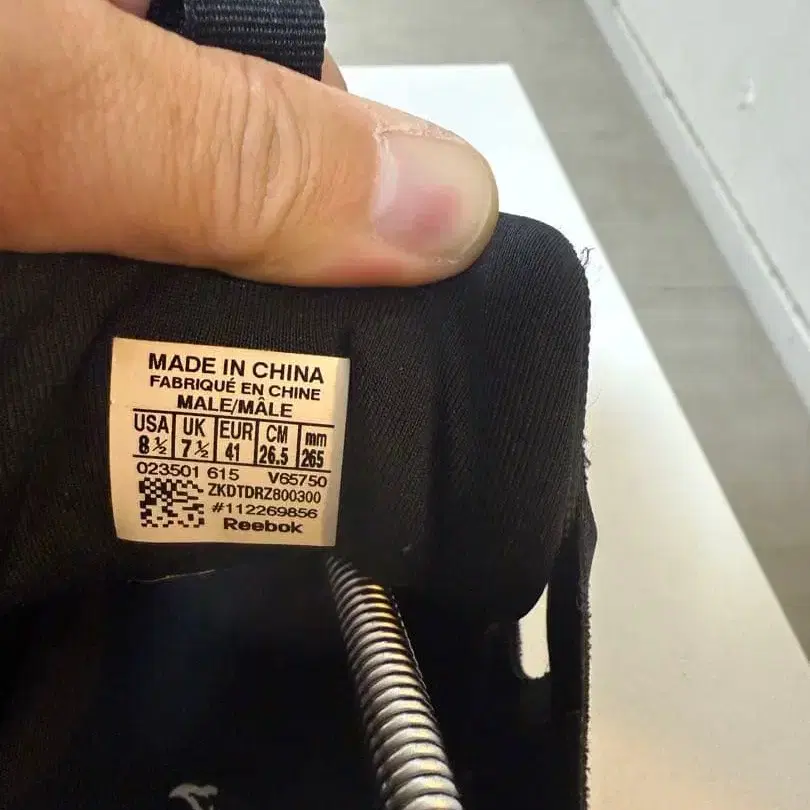 MADE IN CHINA
FABRIQUÉ EN CHINE
MALE/MÂLE
USA UK EUR CM mm
8 ½ 7 ½ 41 26.5 265
023501 615 V65750
ZKDTDRZ800300
#112269856
Reebok